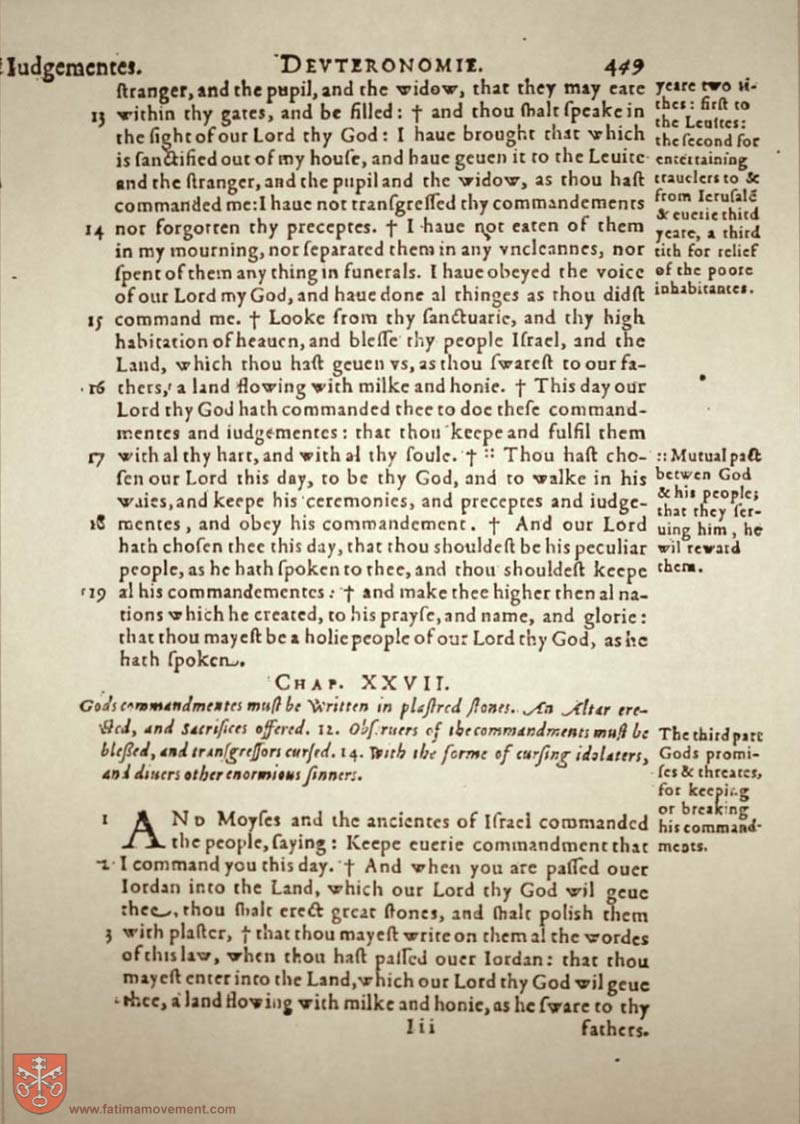 Iudgementes. DEVTERONOMIE. 449
ſtranger, and the pupil, and the widow, that they may eate
13 within thy gates, and be filled: † and thou ſhalt ſpeake in
the ſight of our Lord thy God: I haue brought that which
is ſanctified out of my houſe, and haue geuen it to the Leuite
and the ſtranger, and the pupil and the widow, as thou haſt
commanded me: I haue not tranſgreſſed thy commandements
14 nor forgotten thy preceptes. † I haue not eaten of them
in my mourning, nor ſeparated them in any vncleannes, nor
ſpent of them any thing in funerals. I haue obeyed the voice
of our Lord my God, and haue done al thinges as thou didſt
15 command me. † Looke from thy ſanctuarie, and thy high
habitation of heauen, and bleſſe thy people Iſrael, and the
Land, which thou haſt geuen vs, as thou ſwareſt to our fa-
16 thers, a land flowing with milke and honie. † This day our
Lord thy God hath commanded thee to doe theſe command-
mentes and iudgementes: that thou keepe and fulfil them
17 with al thy hart, and with al thy ſoule. † :: Thou haſt cho-
ſen our Lord this day, to be thy God, and to walke in his
waies, and keepe his ceremonies, and preceptes and iudge-
18 mentes, and obey his commandement. † And our Lord
hath choſen thee this day, that thou ſhouldeſt be his peculiar
people, as he hath ſpoken to thee, and thou ſhouldeſt keepe
19 al his commandementes: † and make thee higher then al na-
tions which he created, to his prayſe, and name, and glorie:
that thou mayeſt be a holie people of our Lord thy God, as he
hath ſpoken.
yeare two ti-
thes: firſt to
the Leuites:
the ſecond for
entertaining
trauelers to &
from Ieruſalē
& euerie third
yeare, a third
tith for relief
of the poore
inhabitantes.
:: Mutual pact
betwen God
& his people;
that they ſer-
uing him, he
wil reward
them.
CHAP. XXVII.
Gods commandmentes muſt be written in plaſtred ſtones. An Altar ere-
cted, and Sacrifices offered. 12. Obſeruers of the commandments muſt be
bleſſed, and tranſgreſſors curſed. 14. With the forme of curſing idolaters,
and diuers other enormious ſinners.
1 AND Moyſes and the ancientes of Iſrael commanded
the people, ſaying: Keepe euerie commandment that
2 I command you this day. † And when you are paſſed ouer
Iordan into the Land, which our Lord thy God wil geue
thee, thou ſhalt erect great ſtones, and ſhalt poliſh them
3 with plaſter, † that thou mayeſt write on them al the wordes
of this law, when thou haſt paſſed ouer Iordan: that thou
mayeſt enter into the Land, which our Lord thy God wil geue
thee, a land flowing with milke and honie, as he ſware to thy
Iii fathers.
The third part
Gods promi-
ſes & threates,
for keeping
or breaking
his command-
ments.
www.fatimamovement.com